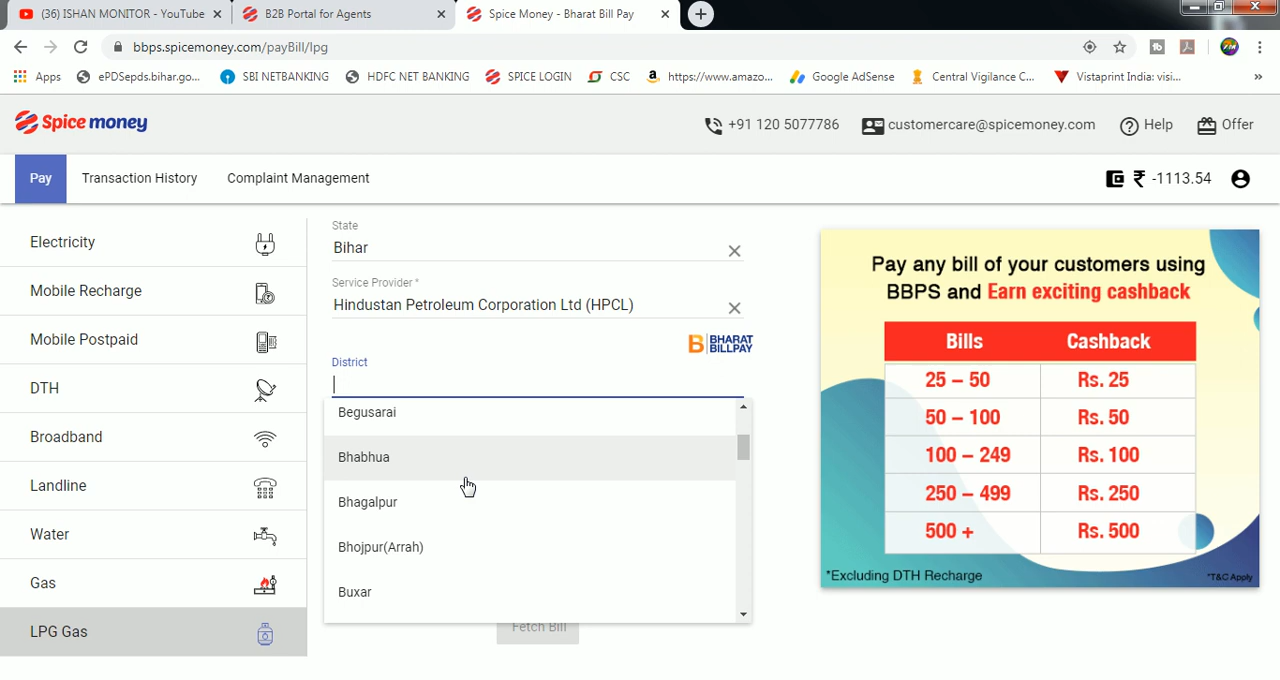 (36) ISHAN MONITOR - YouTube
B2B Portal for Agents
Spice Money - Bharat Bill Pay
bbps.spicemoney.com/payBill/lpg
Apps
ePDSepds.bihar.go...
SBI NETBANKING
HDFC NET BANKING
SPICE LOGIN
CSC
https://www.amazo...
Google AdSense
Central Vigilance C...
Vistaprint India: visi...
»
Spice money
+91 120 5077786
customercare@spicemoney.com
Help
Offer
Pay
Transaction History
Complaint Management
₹ -1113.54
Electricity
Mobile Recharge
Mobile Postpaid
DTH
Broadband
Landline
Water
Gas
LPG Gas
State
Bihar
Service Provider *
Hindustan Petroleum Corporation Ltd (HPCL)
B BHARAT
BILLPAY
District
Begusarai
Bhabhua
Bhagalpur
Bhojpur(Arrah)
Buxar
Fetch Bill
Pay any bill of your customers using
BBPS and Earn exciting cashback
Bills Cashback
25 – 50 Rs. 25
50 – 100 Rs. 50
100 – 249 Rs. 100
250 – 499 Rs. 250
500 + Rs. 500
*Excluding DTH Recharge
*T&C Apply